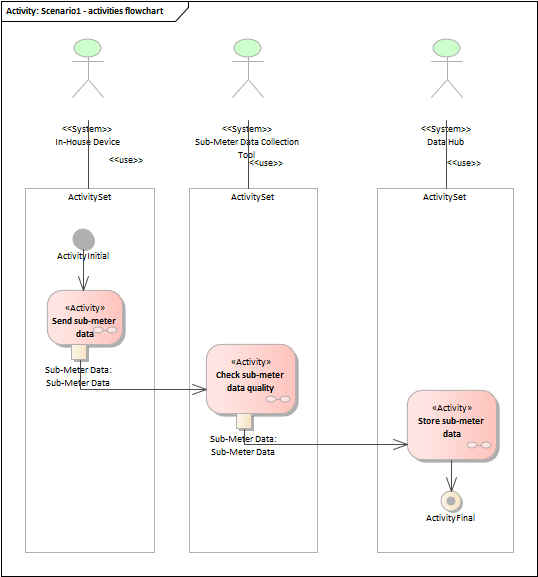 Activity: Scenario1 - activities flowchart
<<System>>
In-House Device
<<use>>
<<System>>
Sub-Meter Data Collection
Tool
<<use>>
<<System>>
Data Hub
<<use>>
ActivitySet
ActivitySet
ActivitySet
ActivityInitial
«Activity»
Send sub-meter
data
Sub-Meter Data:
Sub-Meter Data
«Activity»
Check sub-meter
data quality
Sub-Meter Data:
Sub-Meter Data
«Activity»
Store sub-meter
data
ActivityFinal